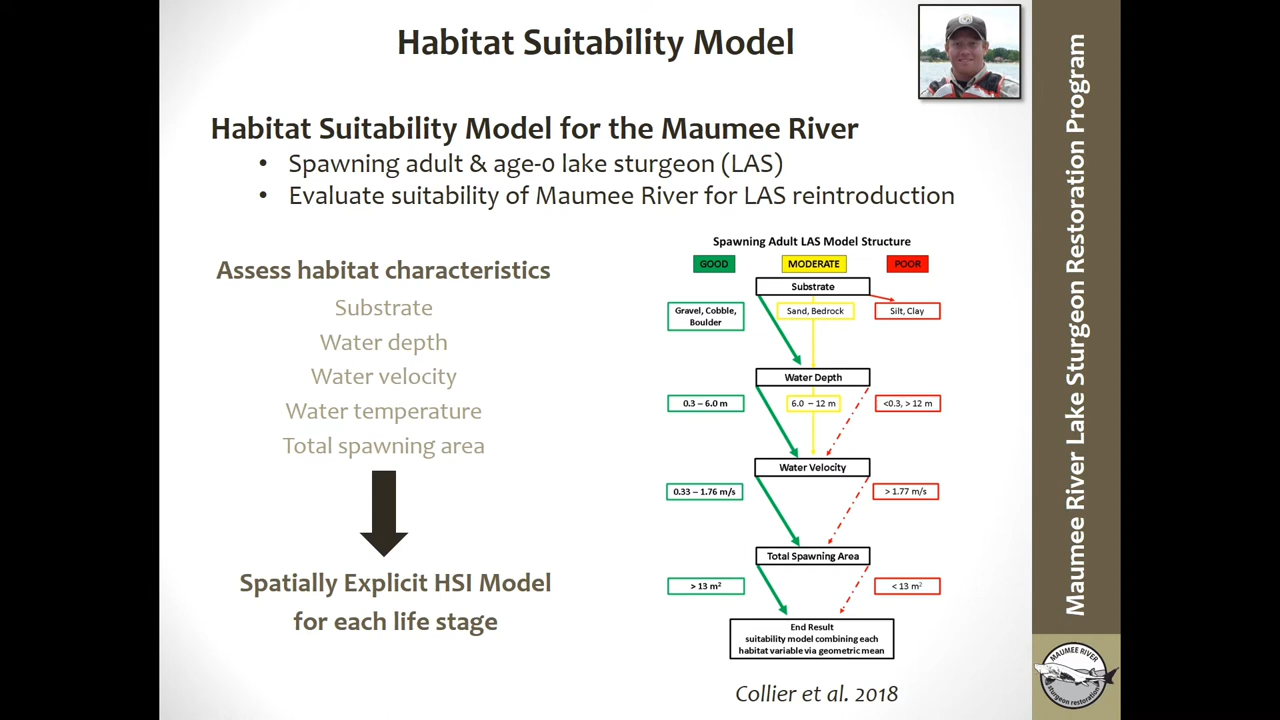 Habitat Suitability Model
Habitat Suitability Model for the Maumee River
• Spawning adult & age-0 lake sturgeon (LAS)
• Evaluate suitability of Maumee River for LAS reintroduction
Assess habitat characteristics
Substrate
Water depth
Water velocity
Water temperature
Total spawning area
Spatially Explicit HSI Model
for each life stage
Spawning Adult LAS Model Structure
GOOD
MODERATE
POOR
Substrate
Gravel, Cobble,
Boulder
Sand, Bedrock
Silt, Clay
Water Depth
0.3 – 6.0 m
6.0 – 12 m
<0.3, > 12 m
Water Velocity
0.33 – 1.76 m/s
> 1.77 m/s
Total Spawning Area
> 13 m²
< 13 m²
End Result
suitability model combining each
habitat variable via geometric mean
Collier et al. 2018
Maumee River Lake Sturgeon Restoration Program
MAUMEE RIVER
sturgeon restoration